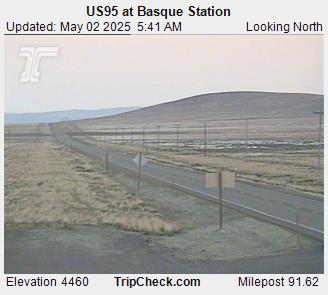 US95 at Basque Station
Updated: May 02 2025 5:41 AM Looking North
Elevation 4460 TripCheck.com Milepost 91.62